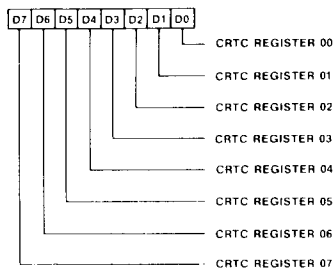 D7 D6 D5 D4 D3 D2 D1 D0
CRTC REGISTER 00
CRTC REGISTER 01
CRTC REGISTER 02
CRTC REGISTER 03
CRTC REGISTER 04
CRTC REGISTER 05
CRTC REGISTER 06
CRTC REGISTER 07